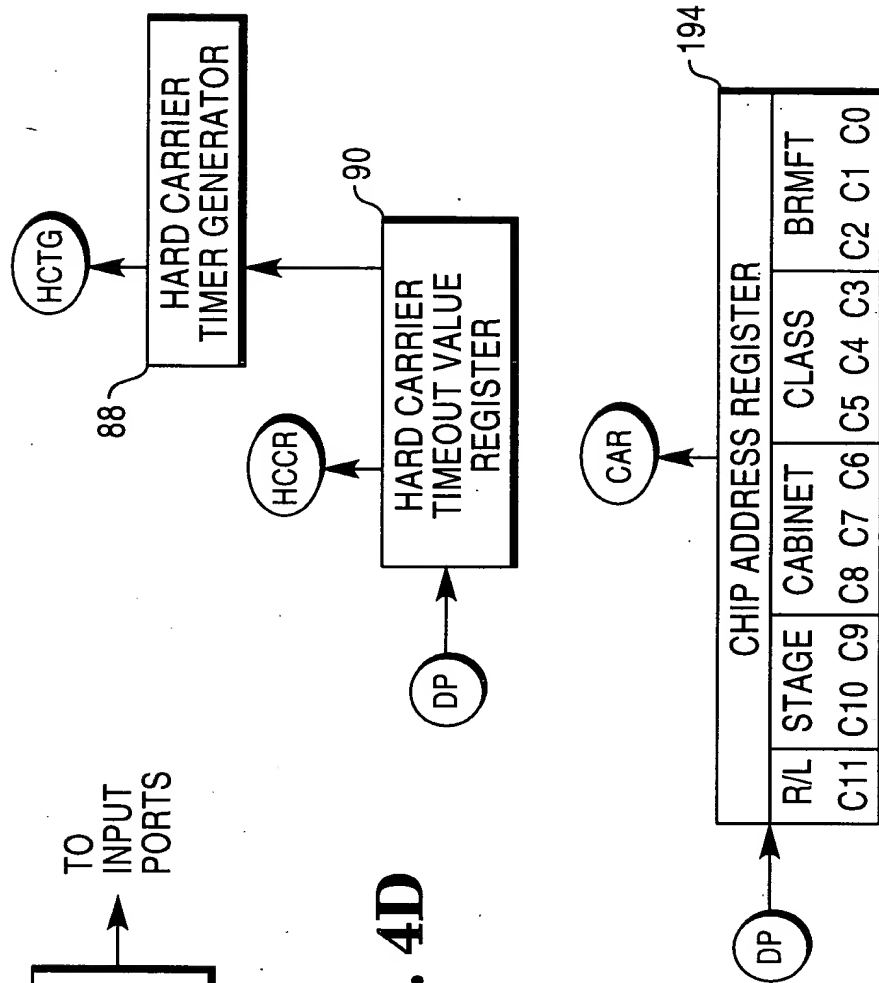 TO
INPUT
PORTS
. 4D
HCTG
88
HARD CARRIER
TIMER GENERATOR
HCCR
90
HARD CARRIER
TIMEOUT VALUE
REGISTER
DP
CAR
194
CHIP ADDRESS REGISTER
R/L STAGE CABINET CLASS BRMFT
C11 C10 C9 C8 C7 C6 C5 C4 C3 C2 C1 C0
DP